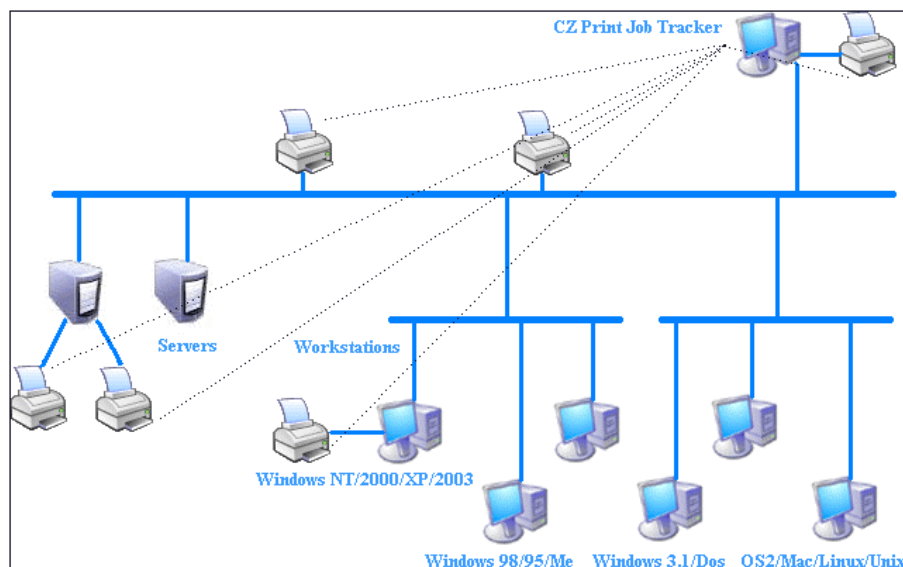 CZ Print Job Tracker
Servers
Workstations
Windows NT/2000/XP/2003
Windows 98/95/Me
Windows 3.1/Dos
OS2/Mac/Linux/Unix